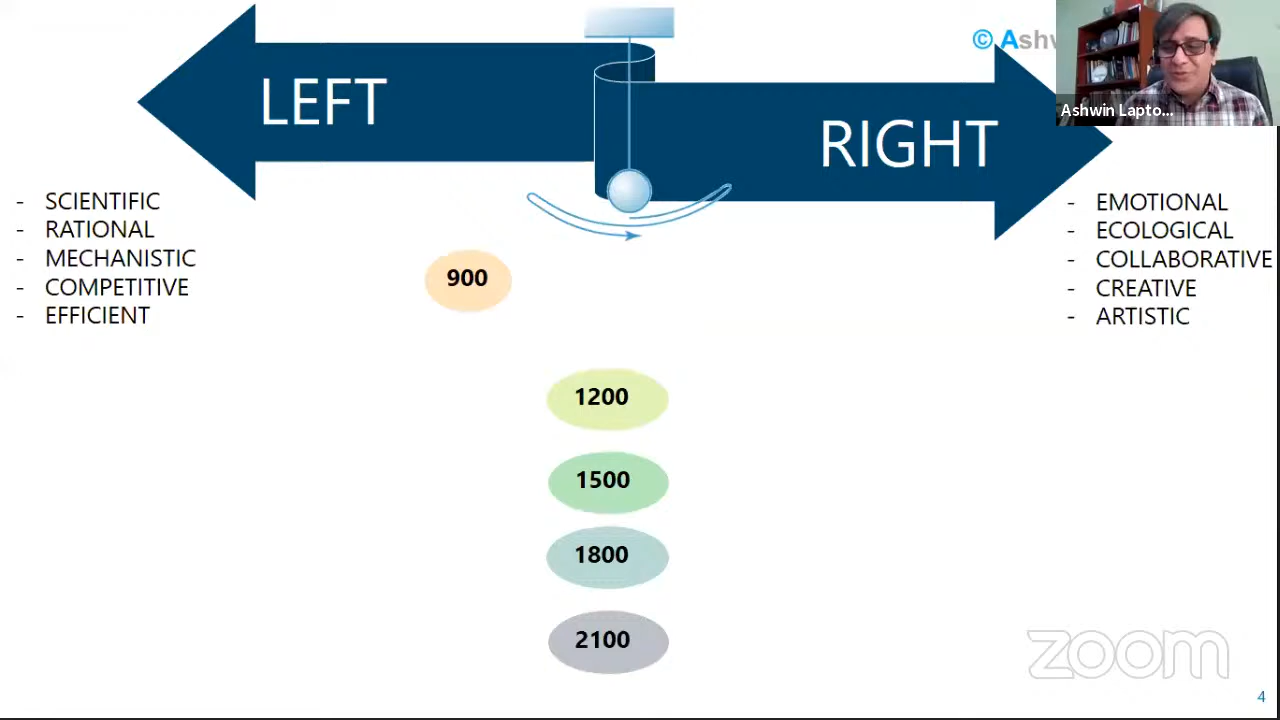 LEFT
RIGHT
© Ashw
Ashwin Lapto...
- SCIENTIFIC
- RATIONAL
- MECHANISTIC
- COMPETITIVE
- EFFICIENT
- EMOTIONAL
- ECOLOGICAL
- COLLABORATIVE
- CREATIVE
- ARTISTIC
900
1200
1500
1800
2100
zoom
4